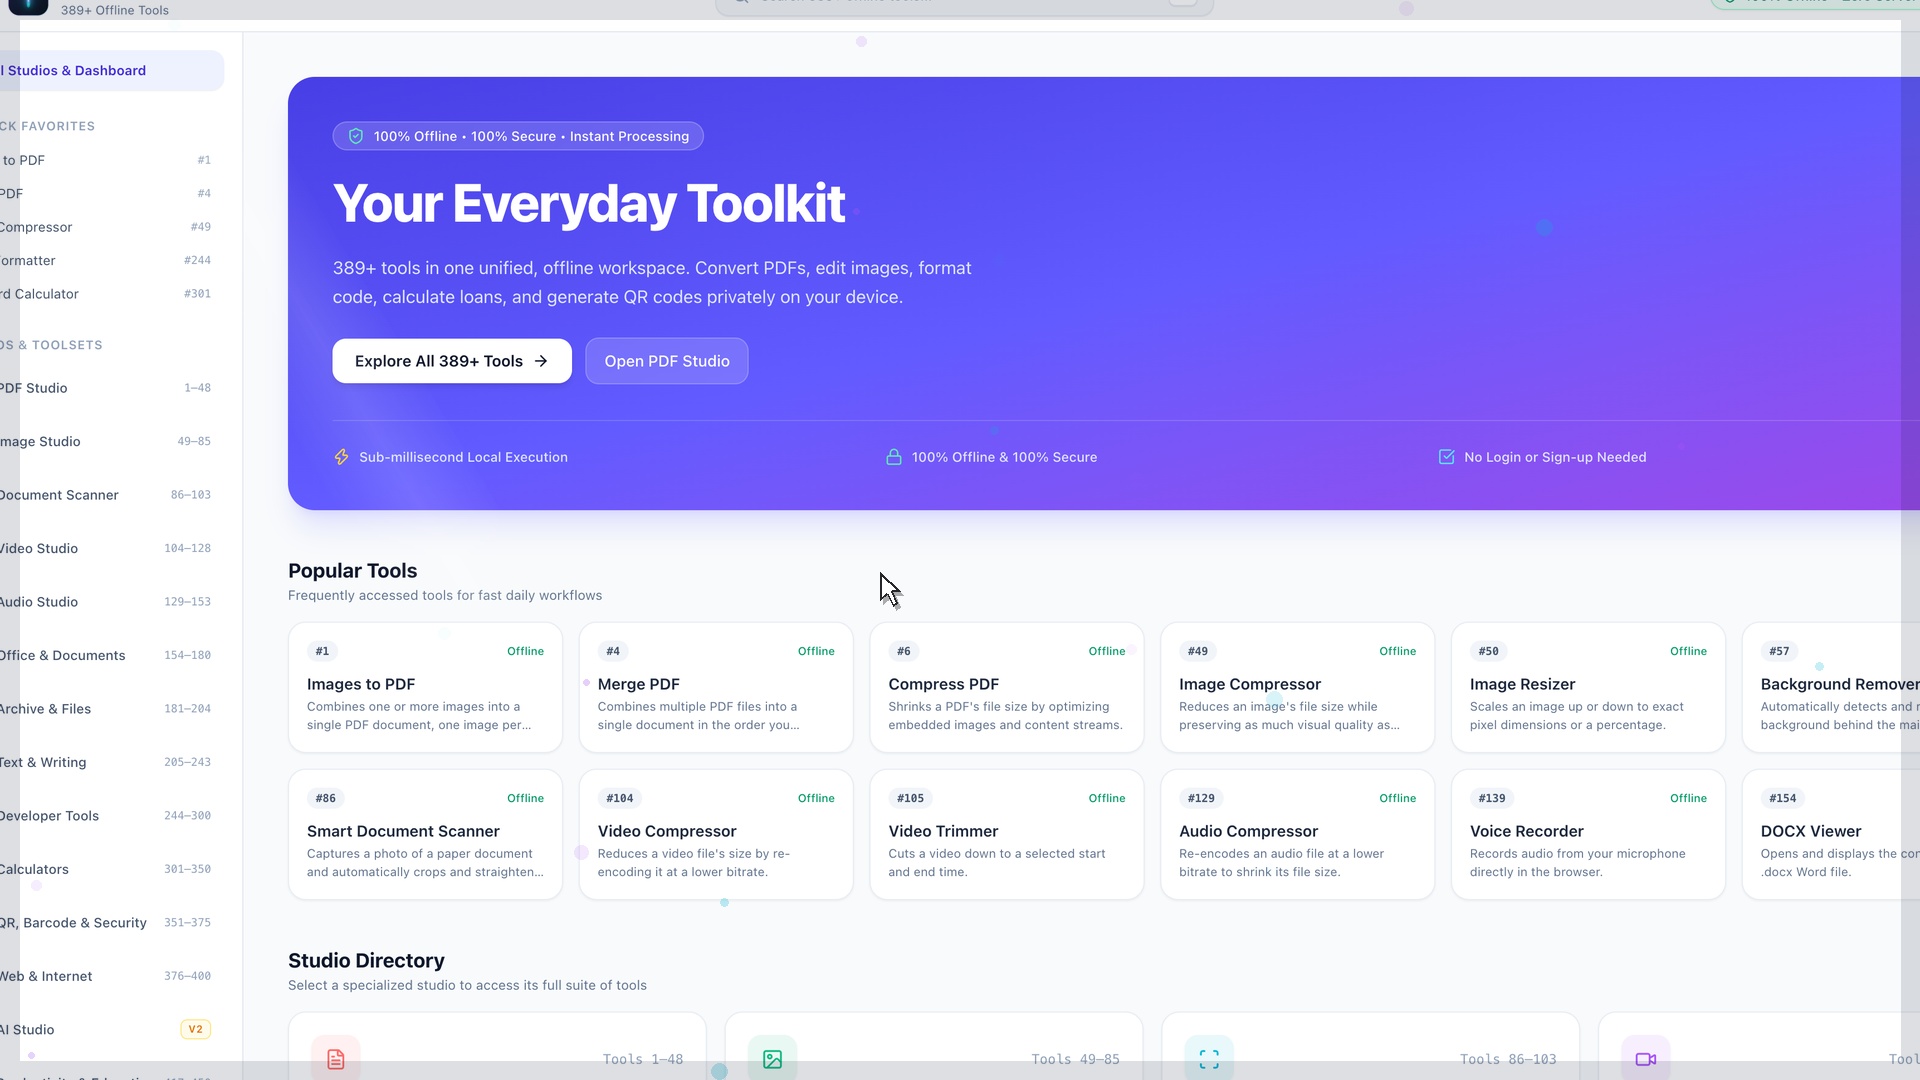 389+ Offline Tools
l Studios & Dashboard
CK FAVORITES
to PDF #1
PDF #4
Compressor #49
ormatter #244
rd Calculator #301
OS & TOOLSETS
PDF Studio 1–48
mage Studio 49–85
Document Scanner 86–103
Video Studio 104–128
Audio Studio 129–153
Office & Documents 154–180
Archive & Files 181–204
Text & Writing 205–243
Developer Tools 244–300
Calculators 301–350
QR, Barcode & Security 351–375
Web & Internet 376–400
AI Studio V2
100% Offline • 100% Secure • Instant Processing
Your Everyday Toolkit
389+ tools in one unified, offline workspace. Convert PDFs, edit images, format
code, calculate loans, and generate QR codes privately on your device.
Explore All 389+ Tools →
Open PDF Studio
Sub-millisecond Local Execution
100% Offline & 100% Secure
No Login or Sign-up Needed
Popular Tools
Frequently accessed tools for fast daily workflows
#1 Offline
Images to PDF
Combines one or more images into a
single PDF document, one image per...
#4 Offline
Merge PDF
Combines multiple PDF files into a
single document in the order you...
#6 Offline
Compress PDF
Shrinks a PDF's file size by optimizing
embedded images and content streams.
#49 Offline
Image Compressor
Reduces an image's file size while
preserving as much visual quality as...
#50 Offline
Image Resizer
Scales an image up or down to exact
pixel dimensions or a percentage.
#57
Background Remover
Automatically detects and
background behind the
#86 Offline
Smart Document Scanner
Captures a photo of a paper document
and automatically crops and straighten...
#104 Offline
Video Compressor
Reduces a video file's size by re-
encoding it at a lower bitrate.
#105 Offline
Video Trimmer
Cuts a video down to a selected start
and end time.
#129 Offline
Audio Compressor
Re-encodes an audio file at a lower
bitrate to shrink its file size.
#139 Offline
Voice Recorder
Records audio from your microphone
directly in the browser.
#154
DOCX Viewer
Opens and displays the
.docx Word file.
Studio Directory
Select a specialized studio to access its full suite of tools
Tools 1–48
Tools 49–85
Tools 86–103